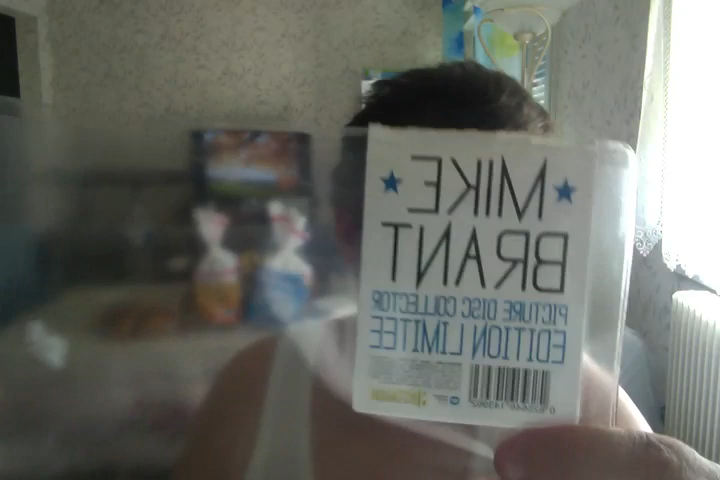 MIKE
BRANT
PICTURE DISC COLLECTOR
EDITION LIMITEE